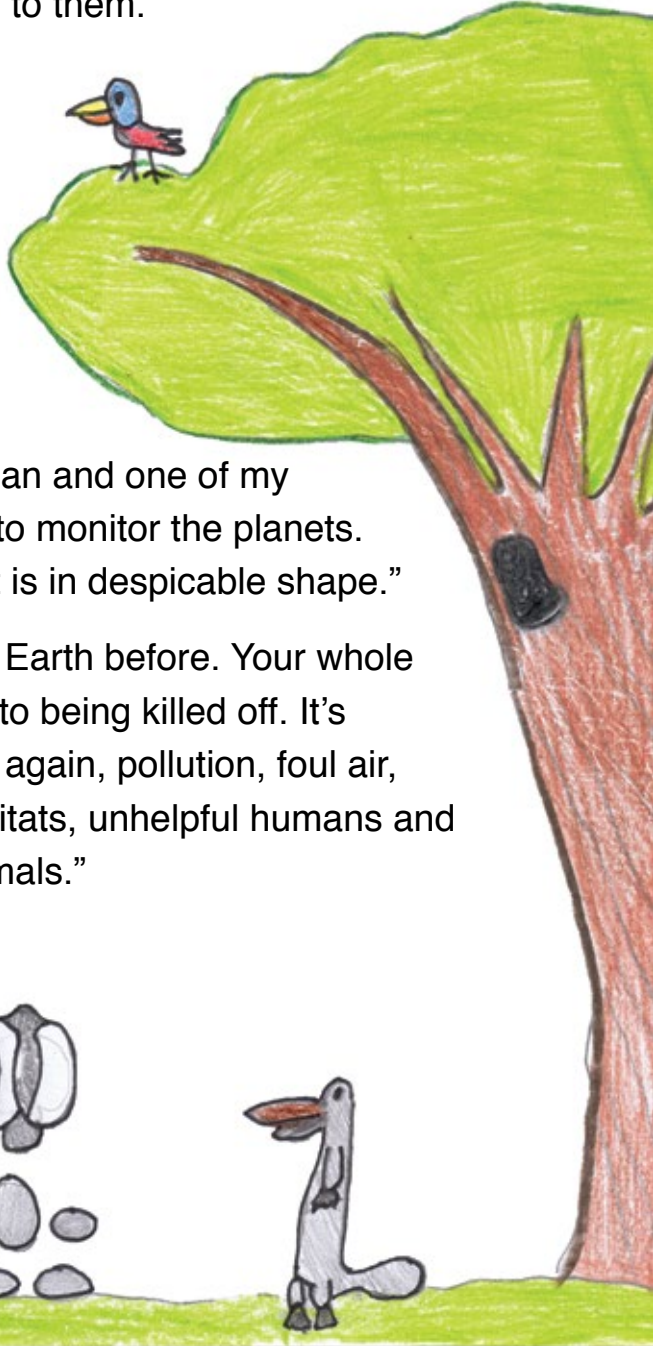 to them.
an and one of my
to monitor the planets.
is in despicable shape.”
Earth before. Your whole
to being killed off. It’s
again, pollution, foul air,
itats, unhelpful humans and
mals.”